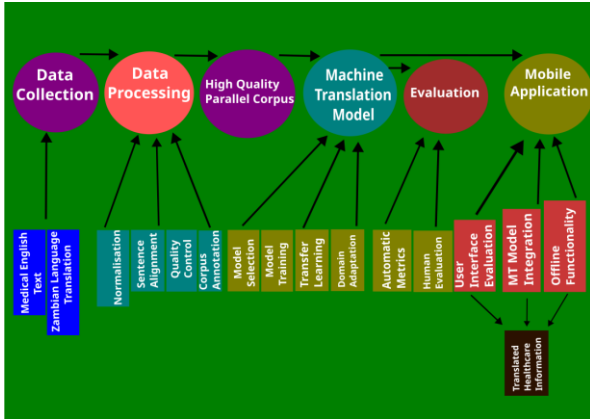 Data
Collection
Data
Processing
High Quality
Parallel Corpus
Machine
Translation
Model
Evaluation
Mobile
Application
Medical English
Text
Zambian Language
Translation
Normalisation
Sentence
Alignment
Quality
Control
Corpus
Annotation
Model
Selection
Model
Training
Transfer
Learning
Domain
Adaptation
Automatic
Metrics
Human
Evaluation
User
Interface
Evaluation
MT Model
Integration
Offline
Functionality
Translated
Healthcare
Information